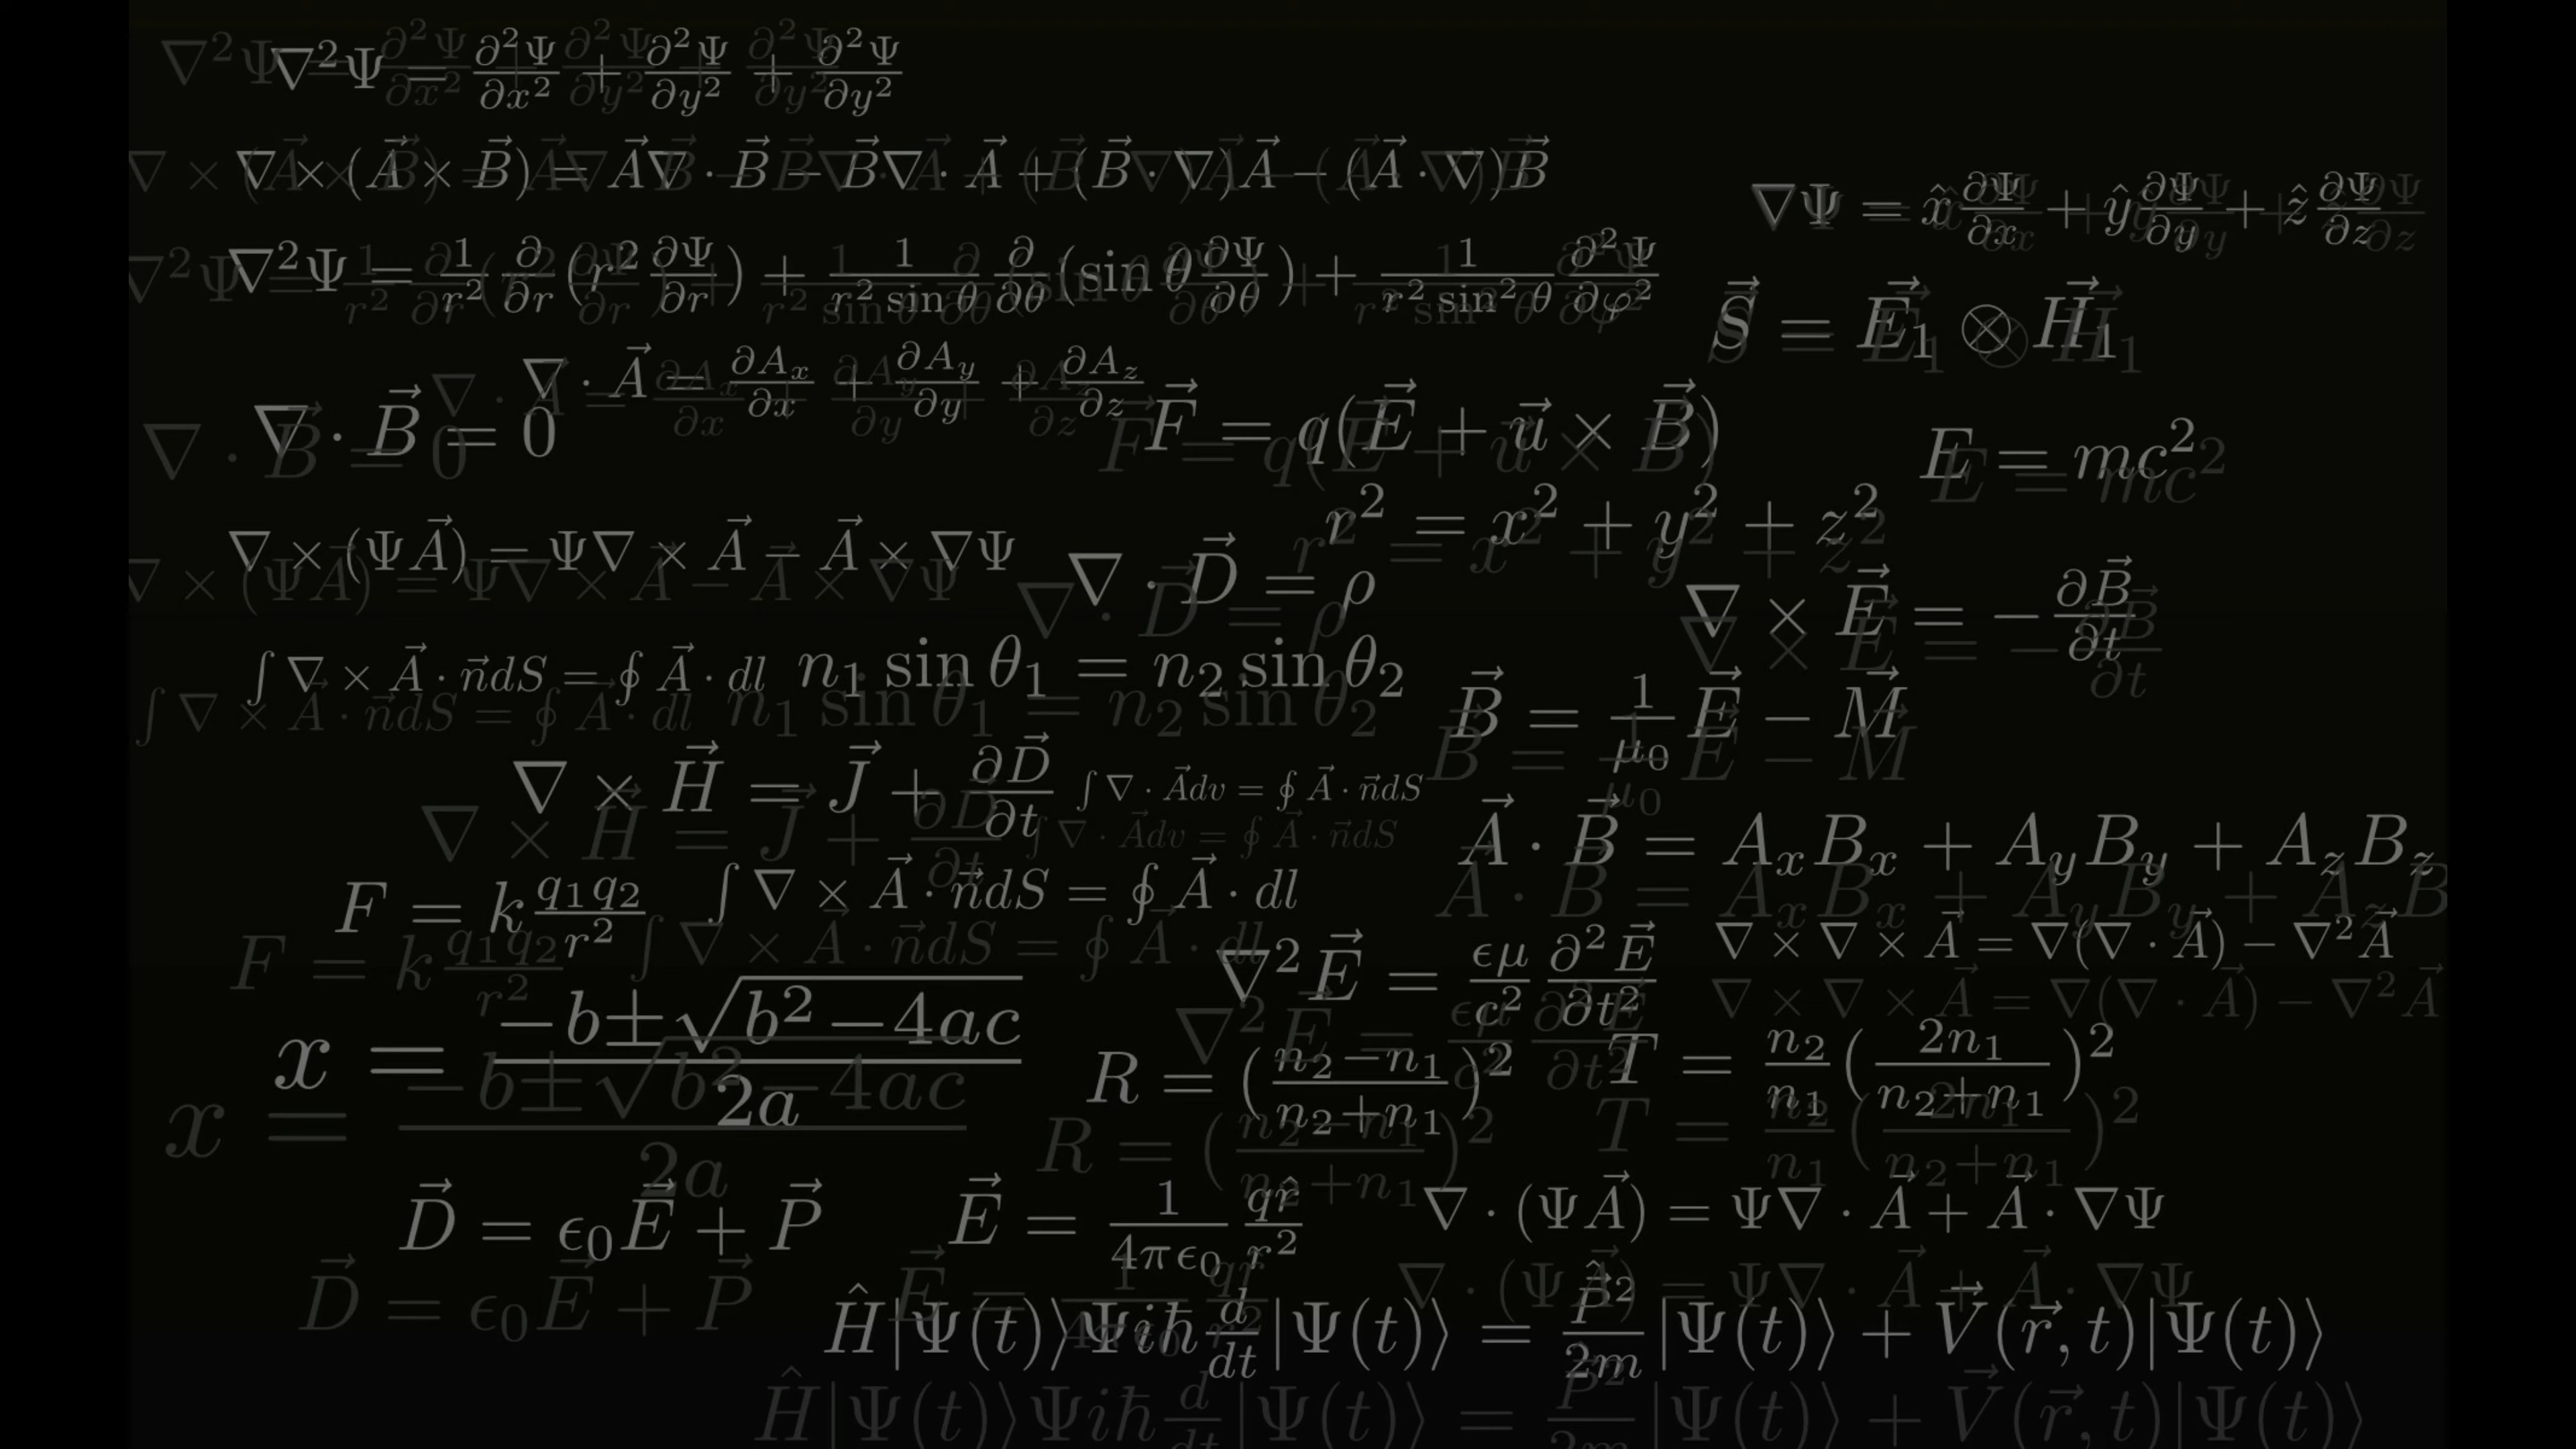 ∇²Ψ = ∂²Ψ/∂x² + ∂²Ψ/∂y² + ∂²Ψ/∂y²
∇ × (A⃗ × B⃗) = A⃗∇ · B⃗ − B⃗∇ · A⃗ + (B⃗ · ∇)A⃗ − (A⃗ · ∇)B⃗
∇Ψ = x̂ ∂Ψ/∂x + ŷ ∂Ψ/∂y + ẑ ∂Ψ/∂z
∇²Ψ = 1/r² ∂/∂r (r² ∂Ψ/∂r) + 1/(r² sin θ) ∂/∂θ (sin θ ∂Ψ/∂θ) + 1/(r² sin² θ) ∂²Ψ/∂φ²
S⃗ = E⃗₁ ⊗ H⃗₁
∇ · A⃗ = ∂Aₓ/∂x + ∂A_y/∂y + ∂A_z/∂z
∇ · B⃗ = 0
F⃗ = q(E⃗ + u⃗ × B⃗)
E = mc²
r² = x² + y² + z²
∇ × (ΨA⃗) = Ψ∇ × A⃗ − A⃗ × ∇Ψ
∇ · D⃗ = ρ
∇ × E⃗ = −∂B⃗/∂t
∫ ∇ × A⃗ · n⃗dS = ∮ A⃗ · dl
n₁ sin θ₁ = n₂ sin θ₂
B⃗ = 1/μ₀ E⃗ − M⃗
∇ × H⃗ = J⃗ + ∂D⃗/∂t
∫ ∇ · A⃗dv = ∮ A⃗ · n⃗dS
A⃗ · B⃗ = AₓBₓ + A_yB_y + A_zB_z
F = k q₁q₂/r²
∫ ∇ × A⃗ · n⃗dS = ∮ A⃗ · dl
∇²E⃗ = ϵμ/c² ∂²E⃗/∂t²
∇ × ∇ × A⃗ = ∇(∇ · A⃗) − ∇²A⃗
x = (−b±√(b²−4ac))/2a
R = ((n₂−n₁)/(n₂+n₁))²
T = n₂/n₁ (2n₁/(n₂+n₁))²
D⃗ = ϵ₀E⃗ + P⃗
E⃗ = 1/(4πϵ₀) qr̂/r²
∇ · (ΨA⃗) = Ψ∇ · A⃗ + A⃗ · ∇Ψ
Ĥ|Ψ(t)⟩Ψiħ d/dt |Ψ(t)⟩ = P̂²/2m |Ψ(t)⟩ + V⃗(r⃗, t)|Ψ(t)⟩